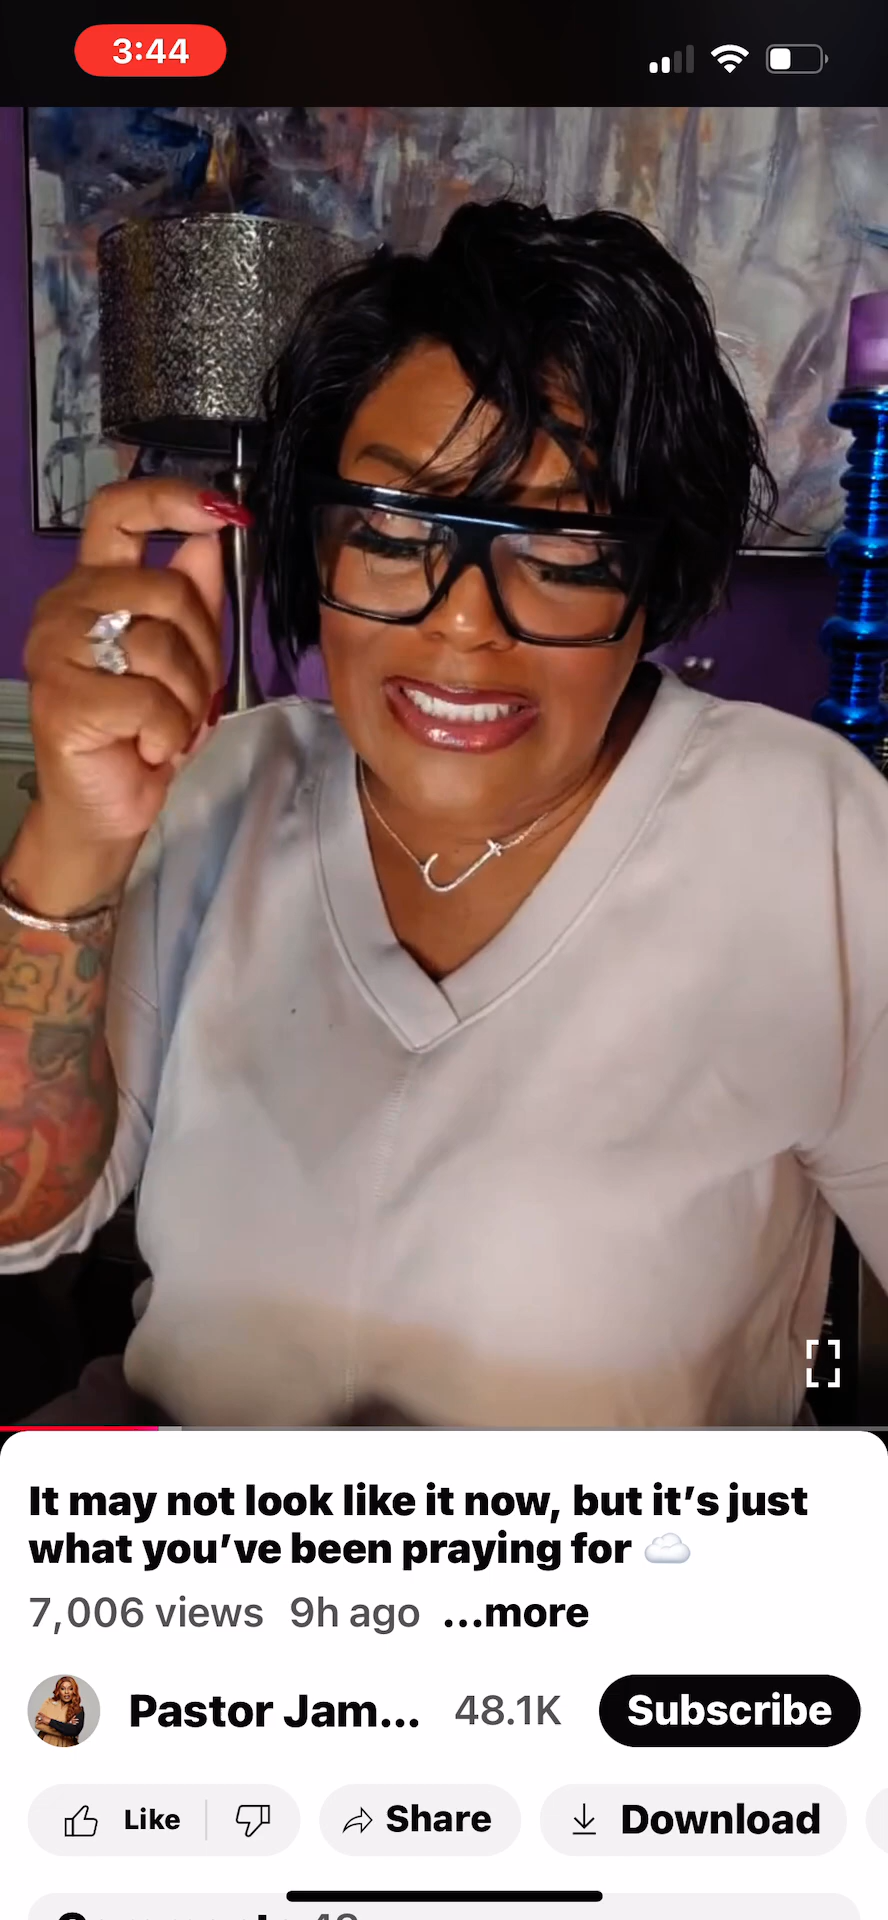 3:44
It may not look like it now, but it’s just
what you’ve been praying for
7,006 views 9h ago ...more
Pastor Jam... 48.1K Subscribe
Like Share Download